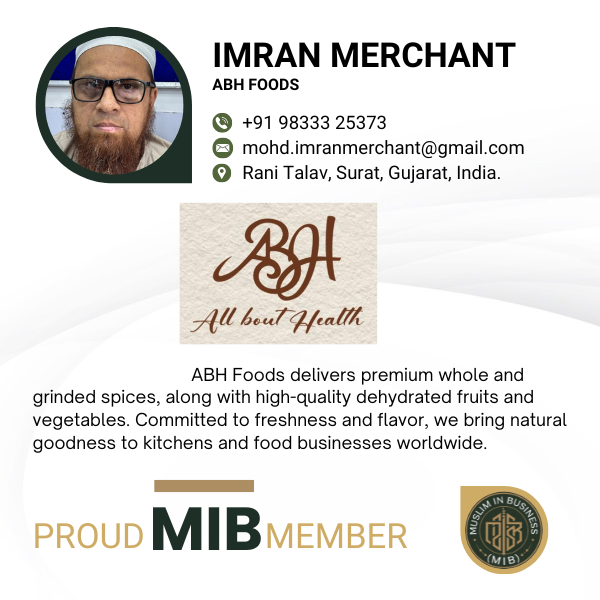 IMRAN MERCHANT
ABH FOODS
+91 98333 25373
mohd.imranmerchant@gmail.com
Rani Talav, Surat, Gujarat, India.
ABH
All bout Health
ABH Foods delivers premium whole and
grinded spices, along with high-quality dehydrated fruits and
vegetables. Committed to freshness and flavor, we bring natural
goodness to kitchens and food businesses worldwide.
PROUD MIB MEMBER
MUSLIM IN BUSINESS
(MIB)